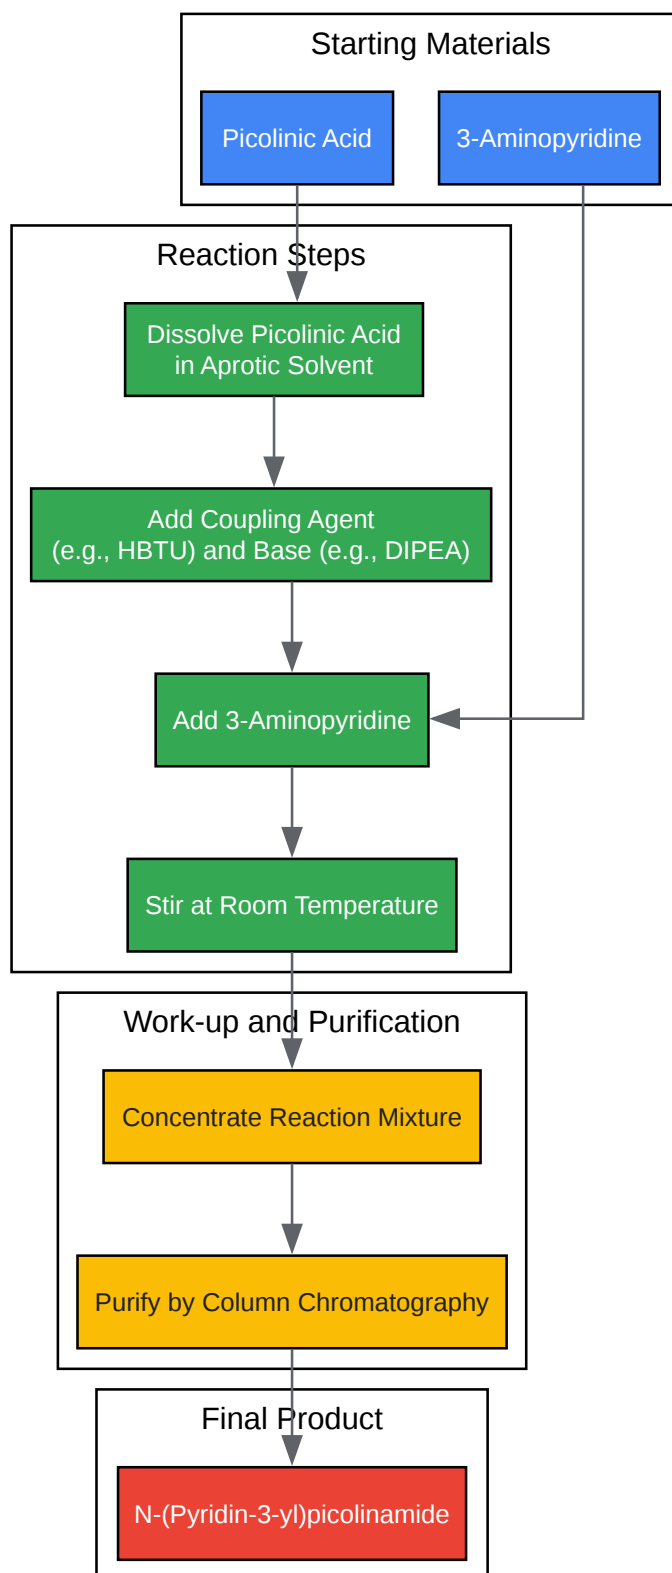 Starting Materials
Picolinic Acid
3-Aminopyridine
Reaction Steps
Dissolve Picolinic Acid
in Aprotic Solvent
Add Coupling Agent
(e.g., HBTU) and Base (e.g., DIPEA)
Add 3-Aminopyridine
Stir at Room Temperature
Work-up and Purification
Concentrate Reaction Mixture
Purify by Column Chromatography
Final Product
N-(Pyridin-3-yl)picolinamide